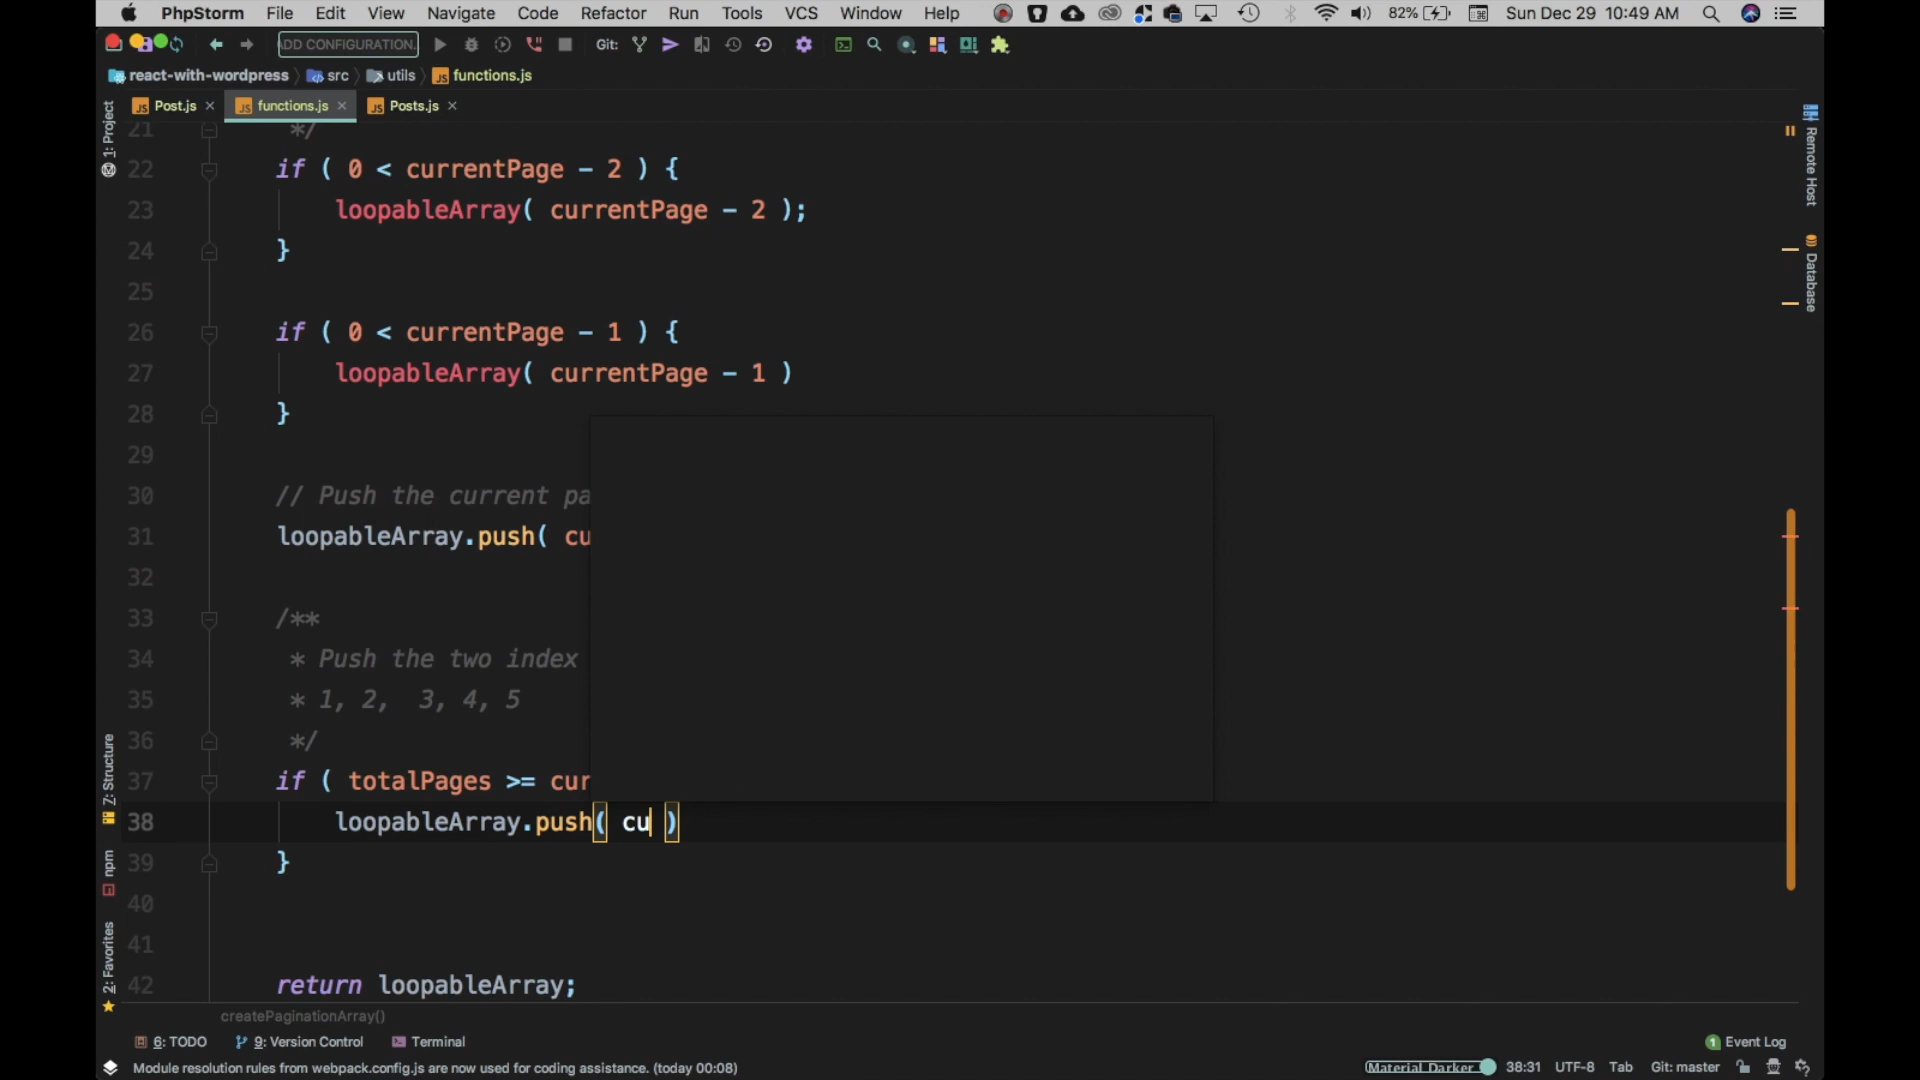 PhpStorm File Edit View Navigate Code Refactor Run Tools VCS Window Help 82% Sun Dec 29 10:49 AM
ADD CONFIGURATION. Git:
react-with-wordpress src utils functions.js
Post.js functions.js Posts.js
1: Project
Remote Host
Database
Z: Structure
npm
2: Favorites
21 */
22 if ( 0 < currentPage - 2 ) {
23 loopableArray( currentPage - 2 );
24 }
25
26 if ( 0 < currentPage - 1 ) {
27 loopableArray( currentPage - 1 )
28 }
29
30 // Push the current pa
31 loopableArray.push( cu
32
33 /**
34 * Push the two index
35 * 1, 2,  3, 4, 5
36 */
37 if ( totalPages >= cur
38 loopableArray.push( cu )
39 }
40
41
42 return loopableArray;
createPaginationArray()
6: TODO 9: Version Control Terminal 1 Event Log
Module resolution rules from webpack.config.js are now used for coding assistance. (today 00:08) Material Darker 38:31 UTF-8 Tab Git: master